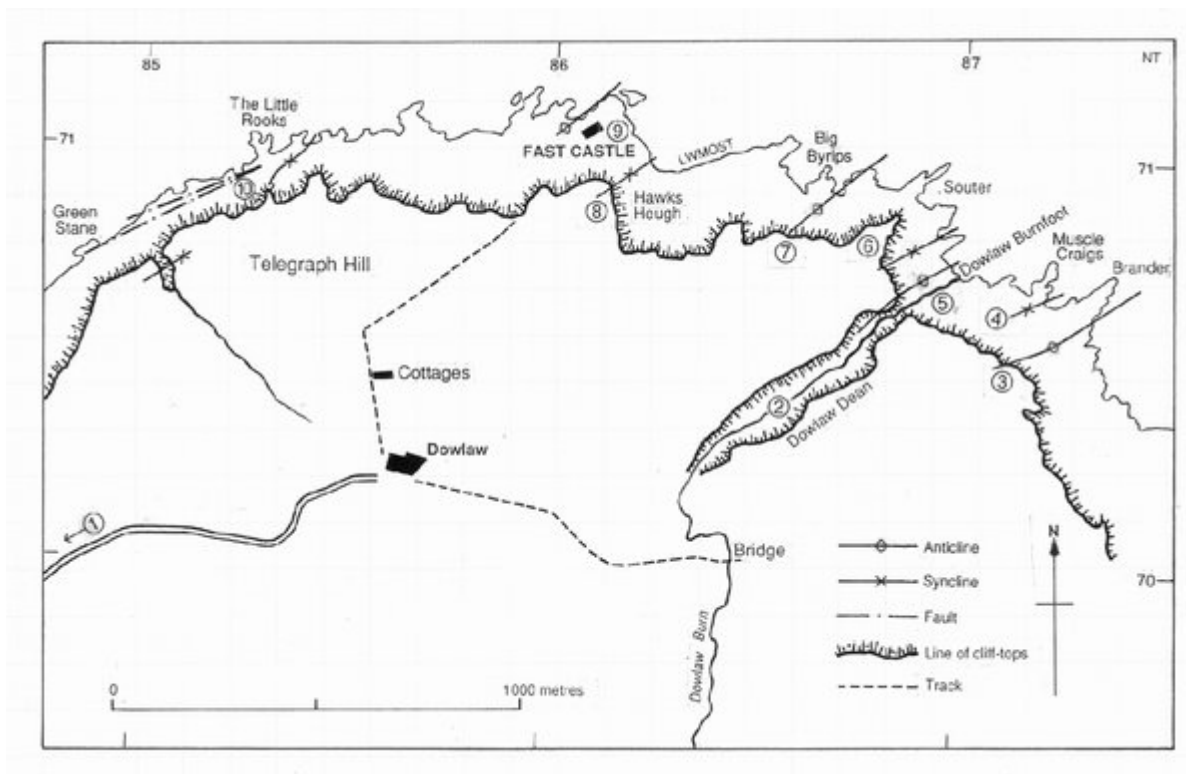 85
86
87
NT
The Little
Rooks
71
⑨
FAST CASTLE
LWMOST
Big
Byrips
71
Souter
Green
Stane
⑧
Hawks
Hough
⑦
⑥
Dowlaw Burnfoot
Muscle
Craigs
Brander
Telegraph Hill
⑤
④
③
Cottages
②
Dowlaw Dean
Dowlaw
①
Bridge
Dowlaw Burn
N
70
Anticline
Syncline
Fault
Line of cliff-tops
Track
0
1000 metres